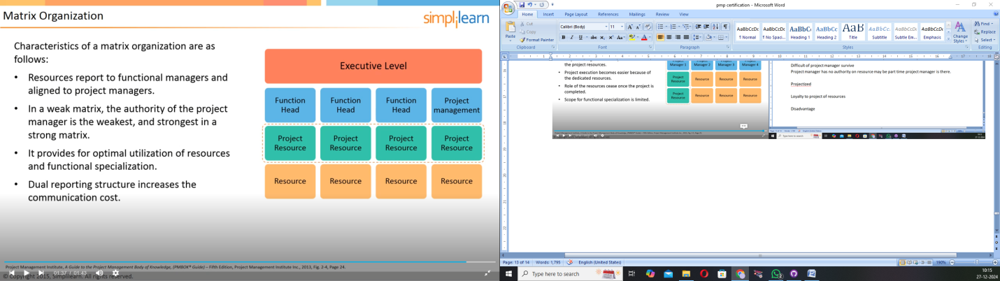 Matrix Organization
simplilearn
Characteristics of a matrix organization are as
follows:
• Resources report to functional managers and
aligned to project managers.
• In a weak matrix, the authority of the project
manager is the weakest, and strongest in a
strong matrix.
• It provides for optimal utilization of resources
and functional specialization.
• Dual reporting structure increases the
communication cost.
Executive Level
Function Head
Function Head
Function Head
Project management
Project Resource
Project Resource
Project Resource
Project Resource
Resource
Resource
Resource
Resource
Project Management Institute, A Guide to the Project Management Body of Knowledge, (PMBOK® Guide) – Fifth Edition, Project Management Institute Inc., 2013, Fig. 2-4, Page 24.
01:37 / 01:43
© Copyright 2015, Simplilearn. All rights reserved.
pmp certification - Microsoft Word
Home Insert Page Layout References Mailings Review View
Paste
Cut
Copy
Format Painter
Clipboard
Calibri (Body) 11
Font
Paragraph
AaBbCcDc AaBbCcDc AaBbC AaBbCc AaB AaBbCc. AaBbCcDc AaBbCcDc
¶ Normal ¶ No Spaci... Heading 1 Heading 2 Title Subtitle Subtle Em... Emphasis
Change Styles
Styles
Find
Replace
Select
Editing
the project resources.
• Project execution becomes easier because of
the dedicated resources.
• Role of the resources cease once the project is
completed.
• Scope for functional specialization is limited.
Manager 1 Manager 2 Manager 3 Manager 4
Project Resource
Resource
Resource
Resource
Project Resource
Resource
Resource
Resource
Difficult of project manager survive
Project manager has no authority on resource may be part time project manager is there.
Projectized
Loyalty to project of resources
Disadvantage
Type here to search
Page: 13 of 14 Words: 1,795 English (United States) 190%
Type here to search
10:15
27-12-2024